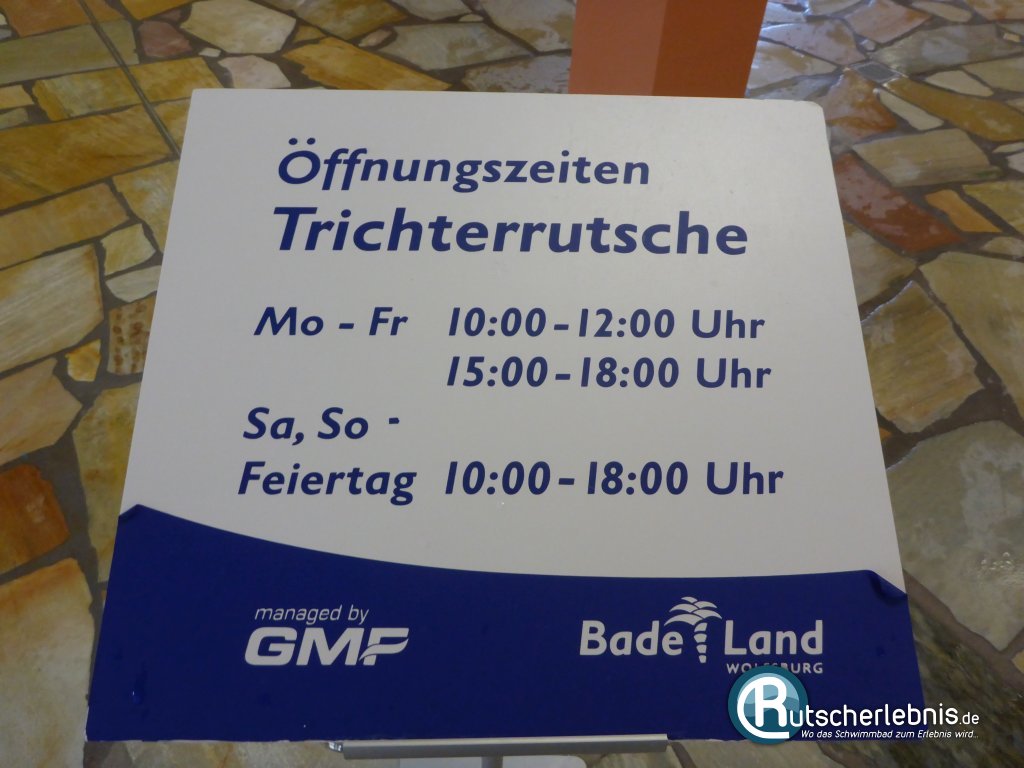 Öffnungszeiten
Trichterrutsche
Mo - Fr 10:00 - 12:00 Uhr
15:00 - 18:00 Uhr
Sa, So -
Feiertag 10:00 - 18:00 Uhr
managed by
GMF
Bade Land
WOLFSBURG
Rutscherlebnis.de
Wo das Schwimmbad zum Erlebnis wird...